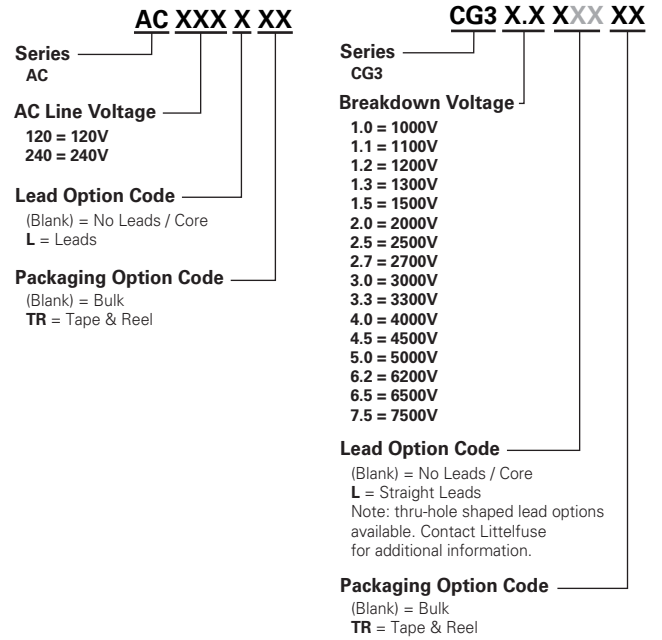 AC XXX X XX
Series
AC
AC Line Voltage
120 = 120V
240 = 240V
Lead Option Code
(Blank) = No Leads / Core
L = Leads
Packaging Option Code
(Blank) = Bulk
TR = Tape & Reel
CG3 X.X XXX XX
Series
CG3
Breakdown Voltage
1.0 = 1000V
1.1 = 1100V
1.2 = 1200V
1.3 = 1300V
1.5 = 1500V
2.0 = 2000V
2.5 = 2500V
2.7 = 2700V
3.0 = 3000V
3.3 = 3300V
4.0 = 4000V
4.5 = 4500V
5.0 = 5000V
6.2 = 6200V
6.5 = 6500V
7.5 = 7500V
Lead Option Code
(Blank) = No Leads / Core
L = Straight Leads
Note: thru-hole shaped lead options
available. Contact Littelfuse
for additional information.
Packaging Option Code
(Blank) = Bulk
TR = Tape & Reel